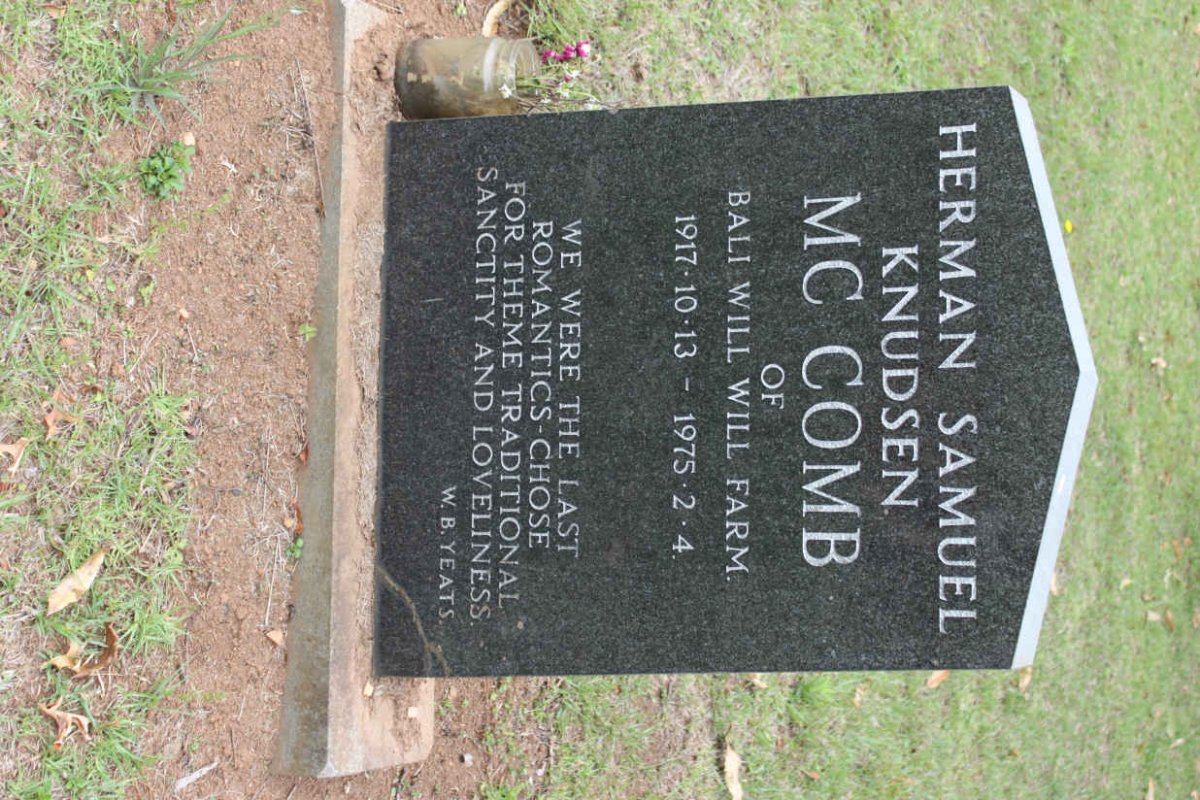 HERMAN SAMUEL
KNUDSEN
MC COMB
OF
BALI WILL WILL FARM.
1917·10·13 – 1975·2·4.
WE WERE THE LAST
ROMANTICS-CHOSE
FOR THEME TRADITIONAL
SANCTITY AND LOVELINESS.
W.B.YEATS.